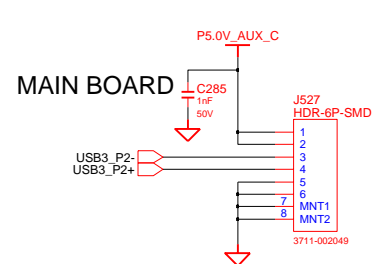 P5.0V_AUX_C
MAIN BOARD
C285
1nF
50V
J527
HDR-6P-SMD
1
2
USB3_P2-
3
USB3_P2+
4
5
6
7 MNT1
8 MNT2
3711-002049